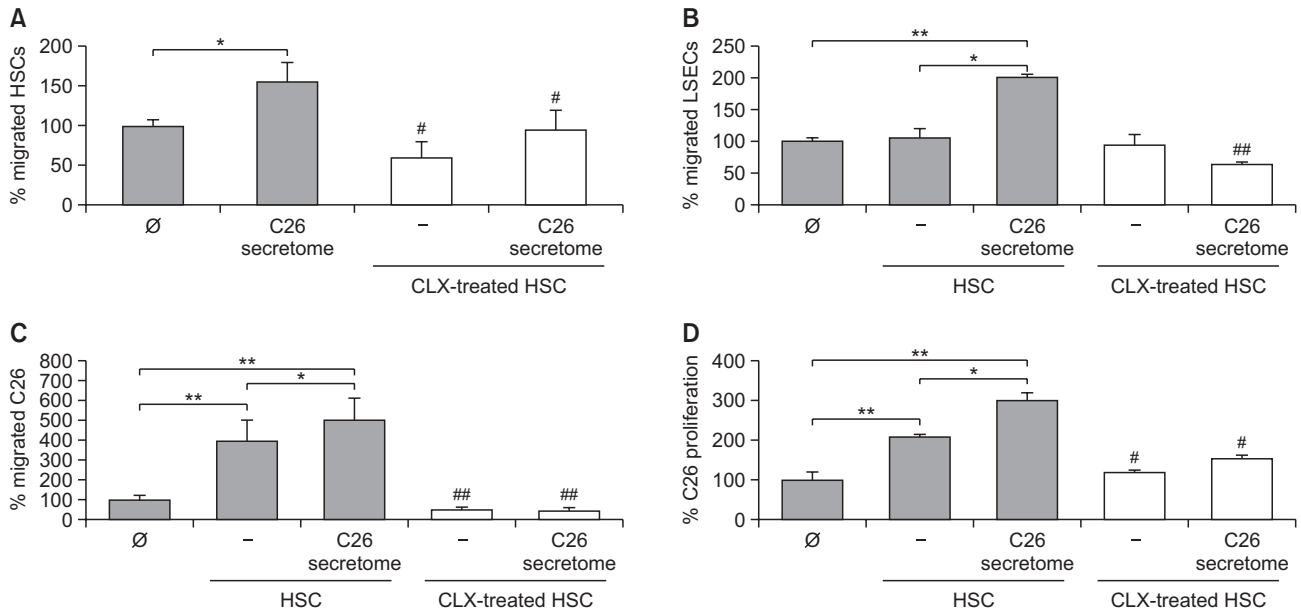 A
% migrated HSCs
200
150
100
50
0
*
#
#
Ø
C26
secretome
–
C26
secretome
CLX-treated HSC
B
% migrated LSECs
250
200
150
100
50
0
**
*
##
Ø
–
C26
secretome
–
C26
secretome
HSC
CLX-treated HSC
C
% migrated C26
800
700
600
500
400
300
200
100
0
**
**
*
##
##
Ø
–
C26
secretome
–
C26
secretome
HSC
CLX-treated HSC
D
% C26 proliferation
400
300
200
100
0
**
*
**
#
#
Ø
–
C26
secretome
–
C26
secretome
HSC
CLX-treated HSC